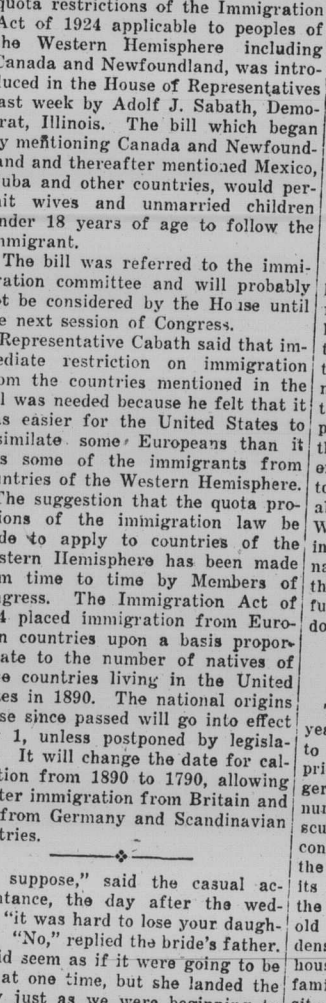 quota restrictions of the Immigration
Act of 1924 applicable to peoples of
he Western Hemisphere including
Canada and Newfoundland, was intro-
luced in the House of Representatives
ast week by Adolf J. Sabath, Demo-
rat, Illinois. The bill which began
y mentioning Canada and Newfound-
and and thereafter mentioned Mexico,
uba and other countries, would per-
it wives and unmarried children
nder 18 years of age to follow the
nmigrant.
The bill was referred to the immi-
ration committee and will probably
t be considered by the House until
e next session of Congress.
Representative Cabath said that im-
ediate restriction on immigration
om the countries mentioned in the
l was needed because he felt that it
s easier for the United States to
similate some Europeans than it
s some of the immigrants from
untries of the Western Hemisphere.
The suggestion that the quota pro-
ions of the immigration law be
de to apply to countries of the
stern Hemisphere has been made
m time to time by Members of
gress. The Immigration Act of
4 placed immigration from Euro-
n countries upon a basis propor-
ate to the number of natives of
e countries living in the United
es in 1890. The national origins
se since passed will go into effect
1, unless postponed by legisla-
It will change the date for cal-
tion from 1890 to 1790, allowing
ter immigration from Britain and
from Germany and Scandinavian
tries.
suppose," said the casual ac-
ntance, the day after the wed-
"it was hard to lose your daugh-
"No," replied the bride's father.
id seem as if it were going to be
at one time, but she landed the
just as we were beginning